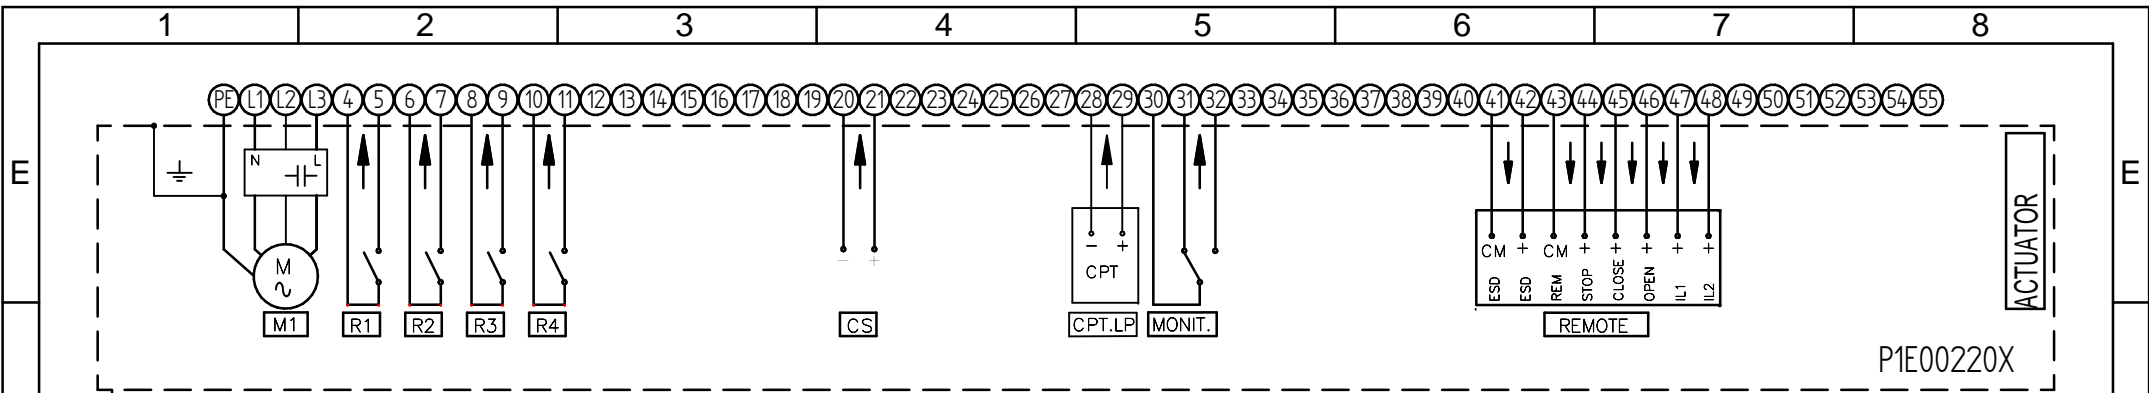 1 2 3 4 5 6 7 8
PE L1 L2 L3 4 5 6 7 8 9 10 11 12 13 14 15 16 17 18 19 20 21 22 23 24 25 26 27 28 29 30 31 32 33 34 35 36 37 38 39 40 41 42 43 44 45 46 47 48 49 50 51 52 53 54 55
E E
N L
M
M1 R1 R2 R3 R4
- +
CS
- +
CPT
CPT.LP MONIT.
CM + CM + + + + +
ESD ESD REM STOP CLOSE OPEN IL1 IL2
REMOTE
ACTUATOR
P1E00220X